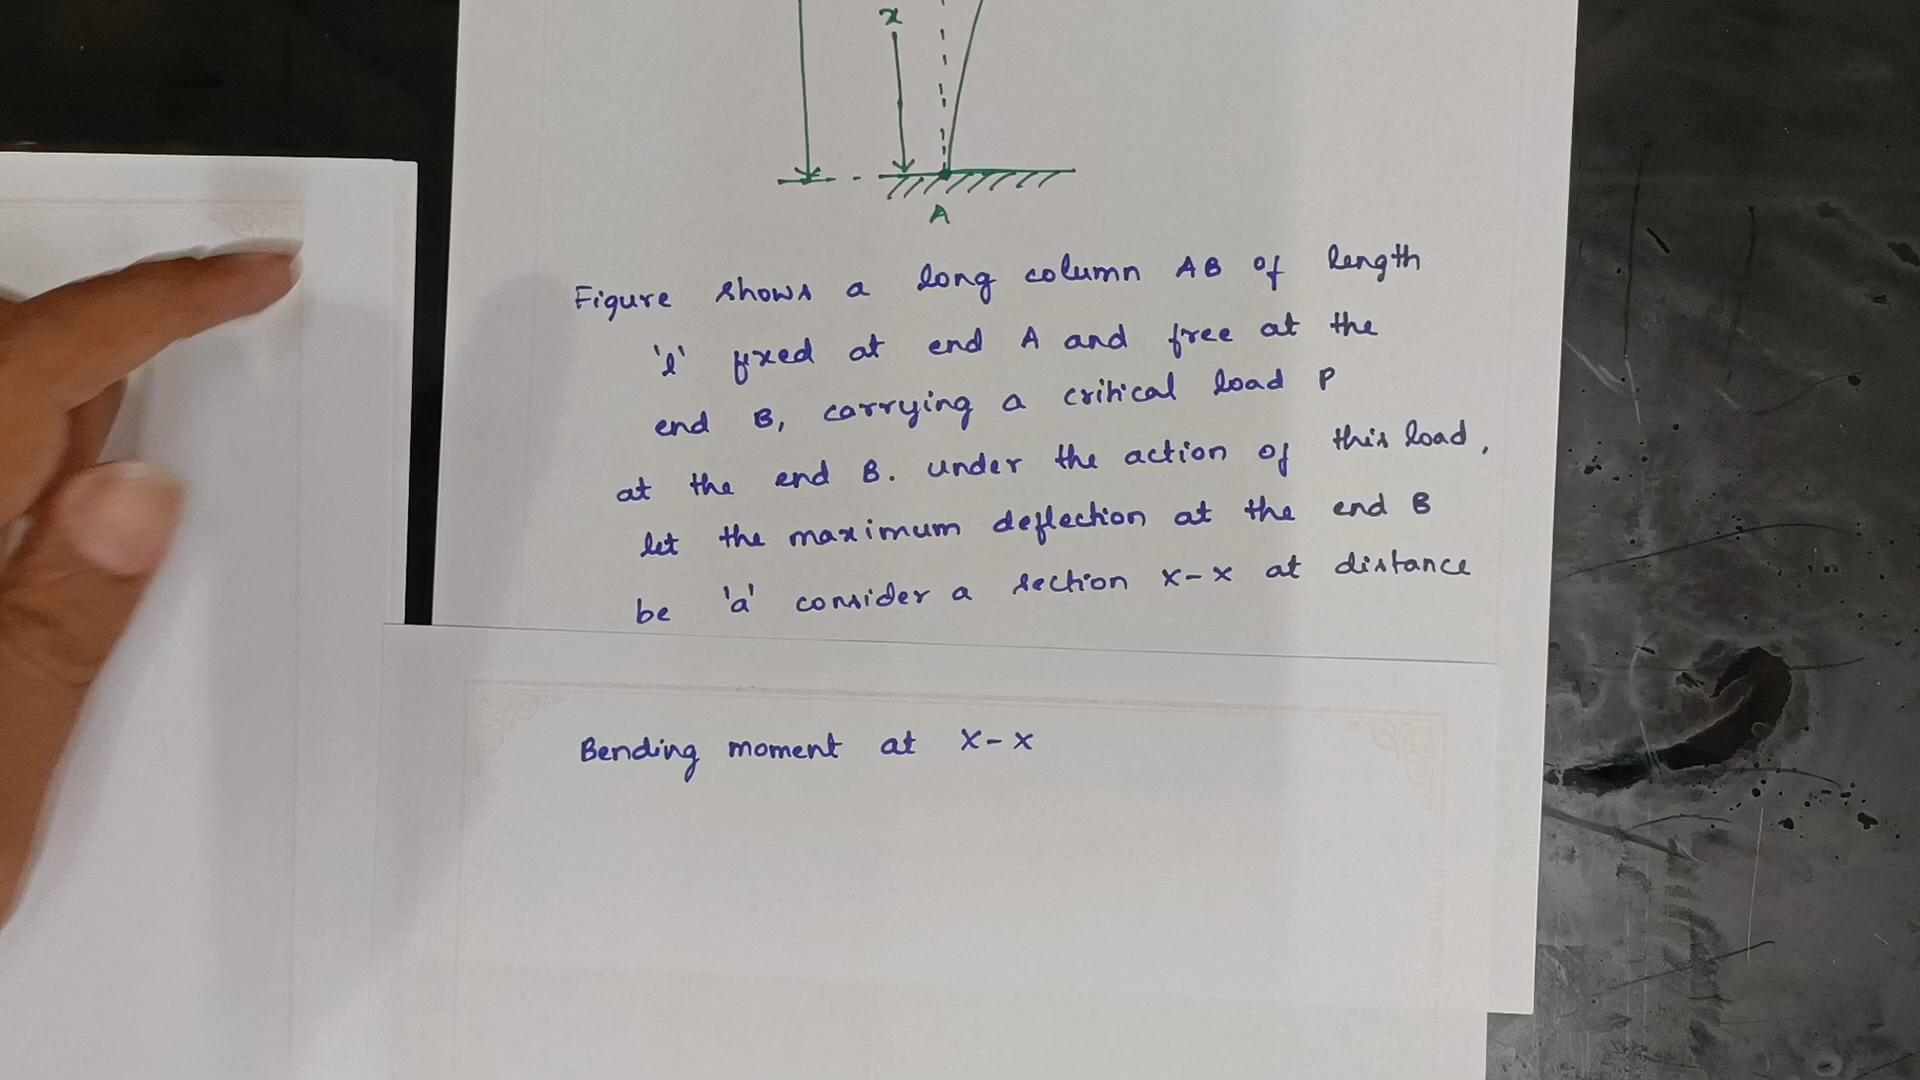 x
A
Figure shows a long column AB of length
'l' fixed at end A and free at the
end B, carrying a critical load P
at the end B. under the action of this load,
let the maximum deflection at the end B
be 'a' consider a section x-x at distance
Bending moment at x-x